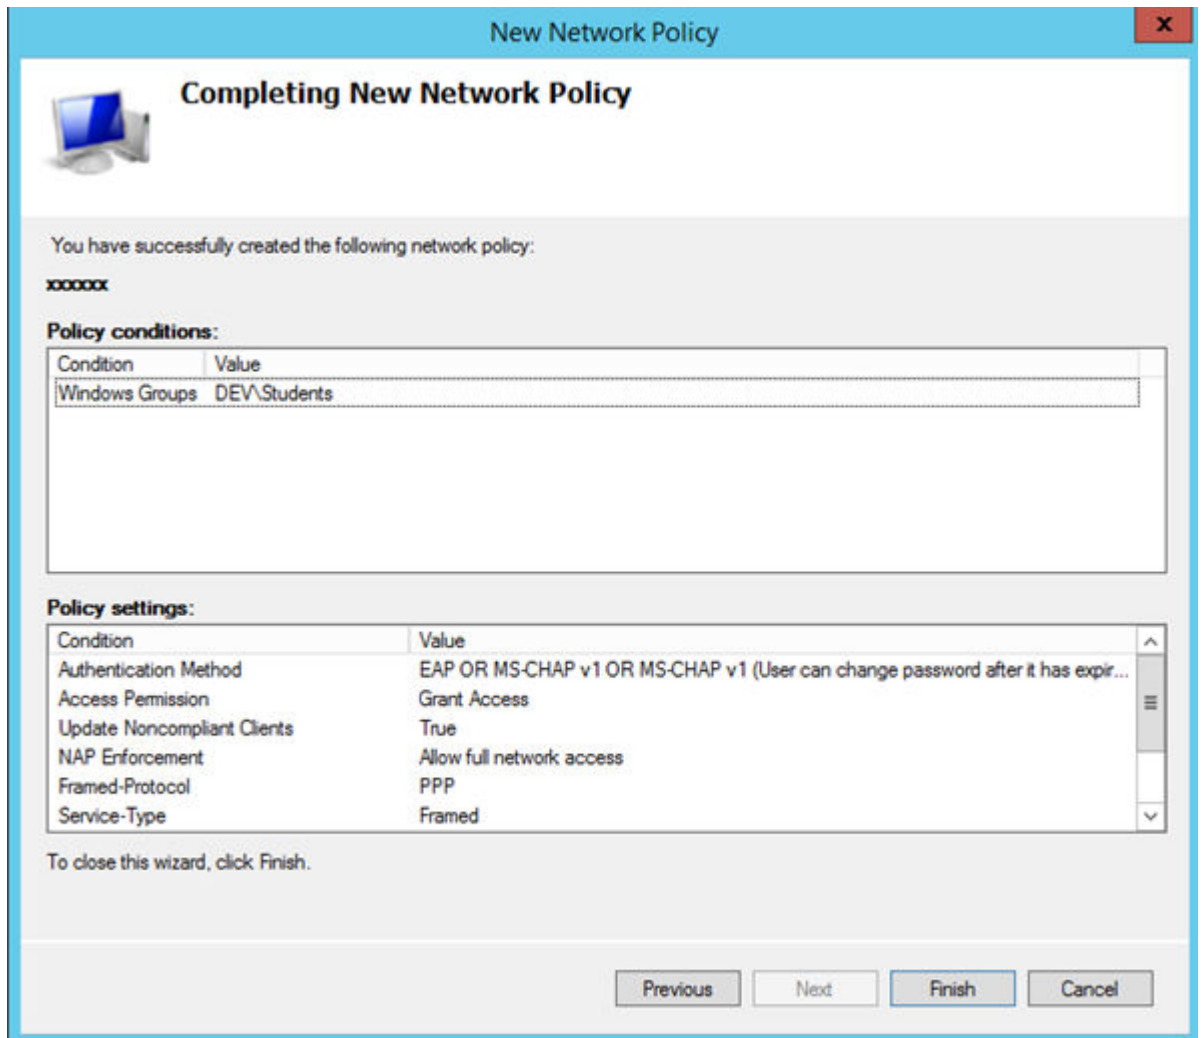 New Network Policy
x
Completing New Network Policy
You have successfully created the following network policy:
xxxxxx
Policy conditions:
Condition Value
Windows Groups DEV\Students
Policy settings:
Condition Value
Authentication Method EAP OR MS-CHAP v1 OR MS-CHAP v1 (User can change password after it has expir...
Access Permission Grant Access
Update Noncompliant Clients True
NAP Enforcement Allow full network access
Framed-Protocol PPP
Service-Type Framed
To close this wizard, click Finish.
Previous Next Finish Cancel